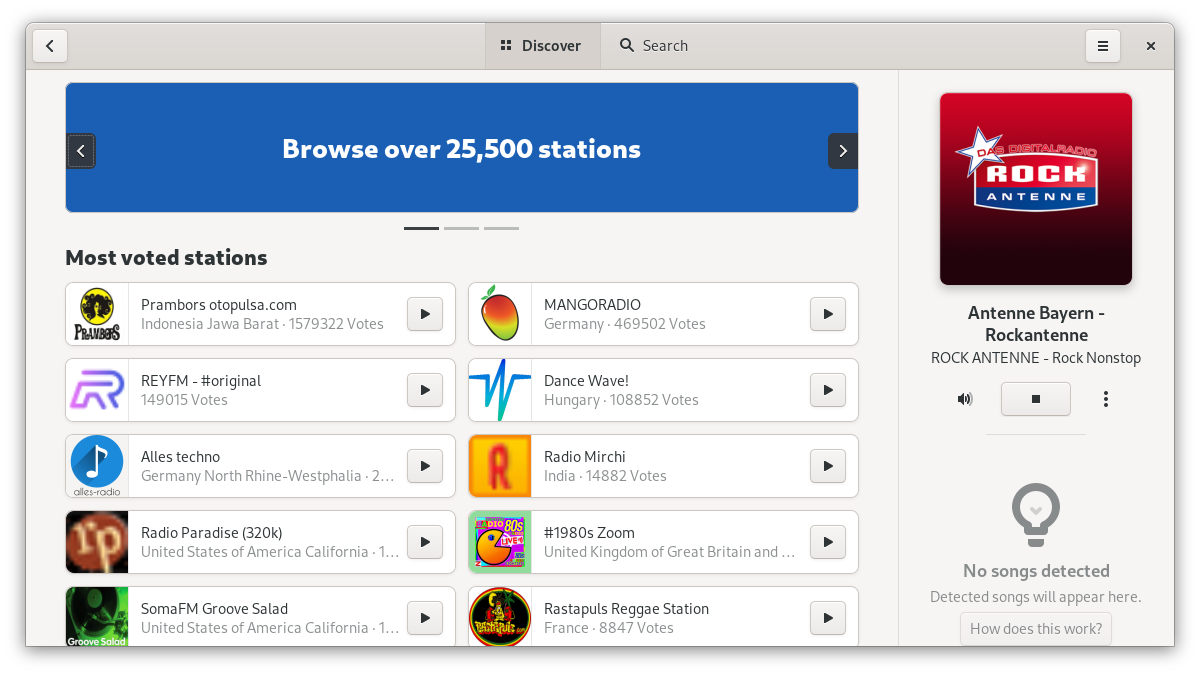 Discover
Search
Browse over 25,500 stations
Most voted stations
PRAMBORS
Prambors otopulsa.com
Indonesia Jawa Barat · 1579322 Votes
MANGORADIO
Germany · 469502 Votes
REYFM - #original
149015 Votes
Dance Wave!
Hungary · 108852 Votes
alles-radio
Alles techno
Germany North Rhine-Westphalia · 2…
R
Radio Mirchi
India · 14882 Votes
rp
Radio Paradise (320k)
United States of America California · 1…
RADIO 80s
LIVE!
#1980s Zoom
United Kingdom of Great Britain and …
Groove Salad
SomaFM Groove Salad
United States of America California · 1…
Rastapuls Reggae Station
France · 8847 Votes
DAS DIGITALRADIO
ROCK
ANTENNE
Antenne Bayern -
Rockantenne
ROCK ANTENNE - Rock Nonstop
No songs detected
Detected songs will appear here.
How does this work?